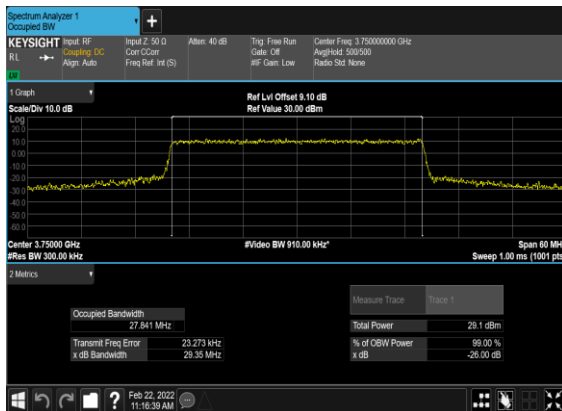 Spectrum Analyzer 1
Occupied BW
+
KEYSIGHT Input: RF Input Z: 50 Ω Atten: 40 dB Trig: Free Run Center Freq: 3.750000000 GHz
RL Coupling: DC Corr CCorr Gate: Off Avg|Hold: 500/500
Align: Auto Freq Ref: Int (S) #IF Gain: Low Radio Std: None
1 Graph
Ref Lvl Offset 9.10 dB
Scale/Div 10.0 dB Ref Value 30.00 dBm
Log
20.0
10.0
0.00
-10.0
-20.0
-30.0
-40.0
-50.0
-60.0
Center 3.75000 GHz #Video BW 910.00 kHz* Span 60 MH
#Res BW 300.00 kHz Sweep 1.00 ms (1001 pts
2 Metrics
Measure Trace Trace 1
Occupied Bandwidth
27.841 MHz Total Power 29.1 dBm
Transmit Freq Error 23.273 kHz % of OBW Power 99.00 %
x dB Bandwidth 29.35 MHz x dB -26.00 dB
? Feb 22, 2022
11:16:39 AM